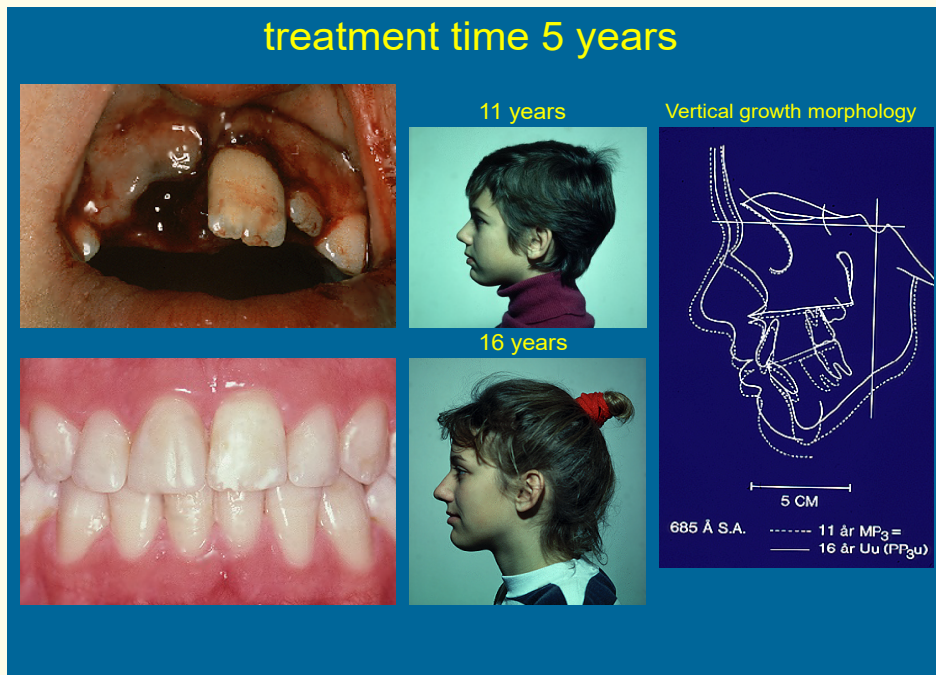 treatment time 5 years
11 years
Vertical growth morphology
16 years
5 CM
685 Å S.A.
------- 11 år MP₃ =
——— 16 år Uu (PP₃u)